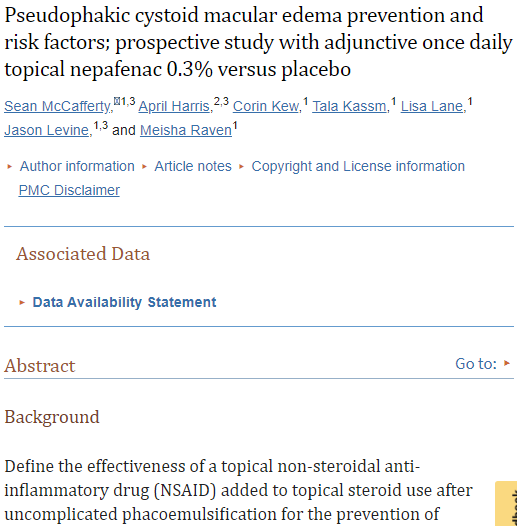 Pseudophakic cystoid macular edema prevention and
risk factors; prospective study with adjunctive once daily
topical nepafenac 0.3% versus placebo
Sean McCafferty,1,3 April Harris,2,3 Corin Kew,1 Tala Kassm,1 Lisa Lane,1
Jason Levine,1,3 and Meisha Raven1
▸ Author information ▸ Article notes ▸ Copyright and License information
PMC Disclaimer
Associated Data
▸ Data Availability Statement
Abstract
Go to: ▸
Background
Define the effectiveness of a topical non-steroidal anti-
inflammatory drug (NSAID) added to topical steroid use after
uncomplicated phacoemulsification for the prevention of